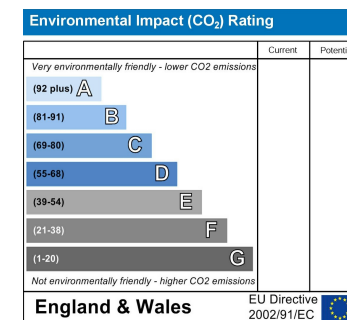 Environmental Impact (CO₂) Rating
Current Potenti
Very environmentally friendly - lower CO2 emissions
(92 plus) A
(81-91) B
(69-80) C
(55-68) D
(39-54) E
(21-38) F
(1-20) G
Not environmentally friendly - higher CO2 emissions
England & Wales
EU Directive
2002/91/EC